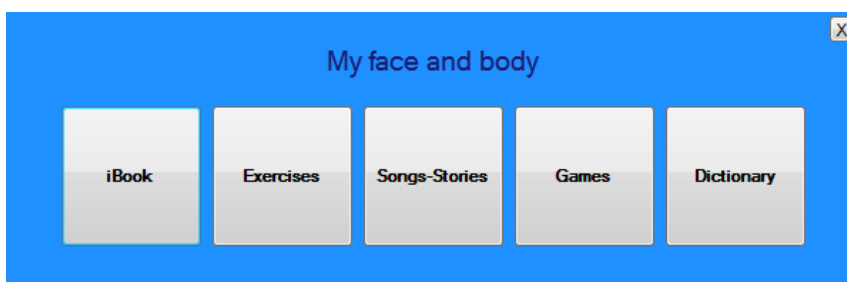 X
My face and body
iBook Exercises Songs-Stories Games Dictionary